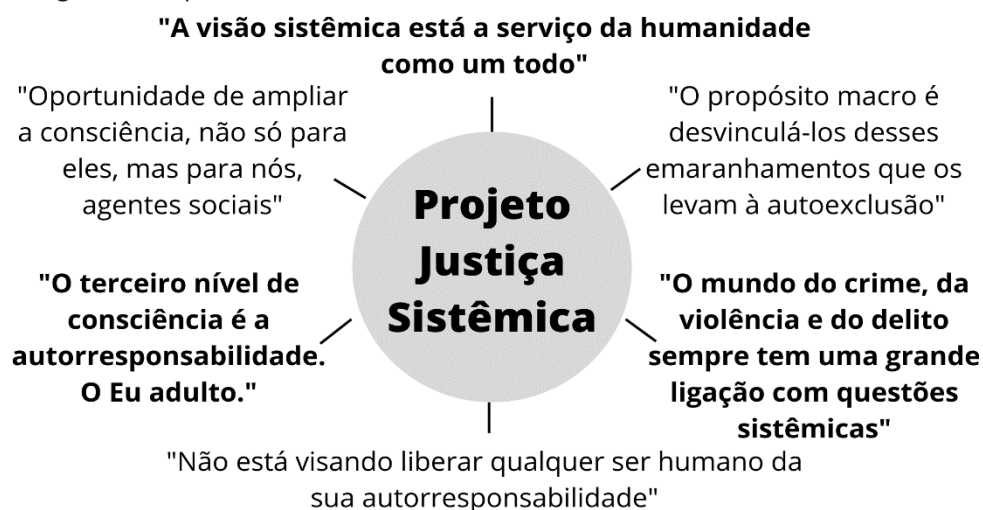 "A visão sistêmica está a serviço da humanidade
como um todo"
"Oportunidade de ampliar
a consciência, não só para
eles, mas para nós,
agentes sociais"
"O propósito macro é
desvinculá-los desses
emaranhamentos que os
levam à autoexclusão"
Projeto
Justiça
Sistêmica
"O terceiro nível de
consciência é a
autorresponsabilidade.
O Eu adulto."
"O mundo do crime, da
violência e do delito
sempre tem uma grande
ligação com questões
sistêmicas"
"Não está visando liberar qualquer ser humano da
sua autorresponsabilidade"